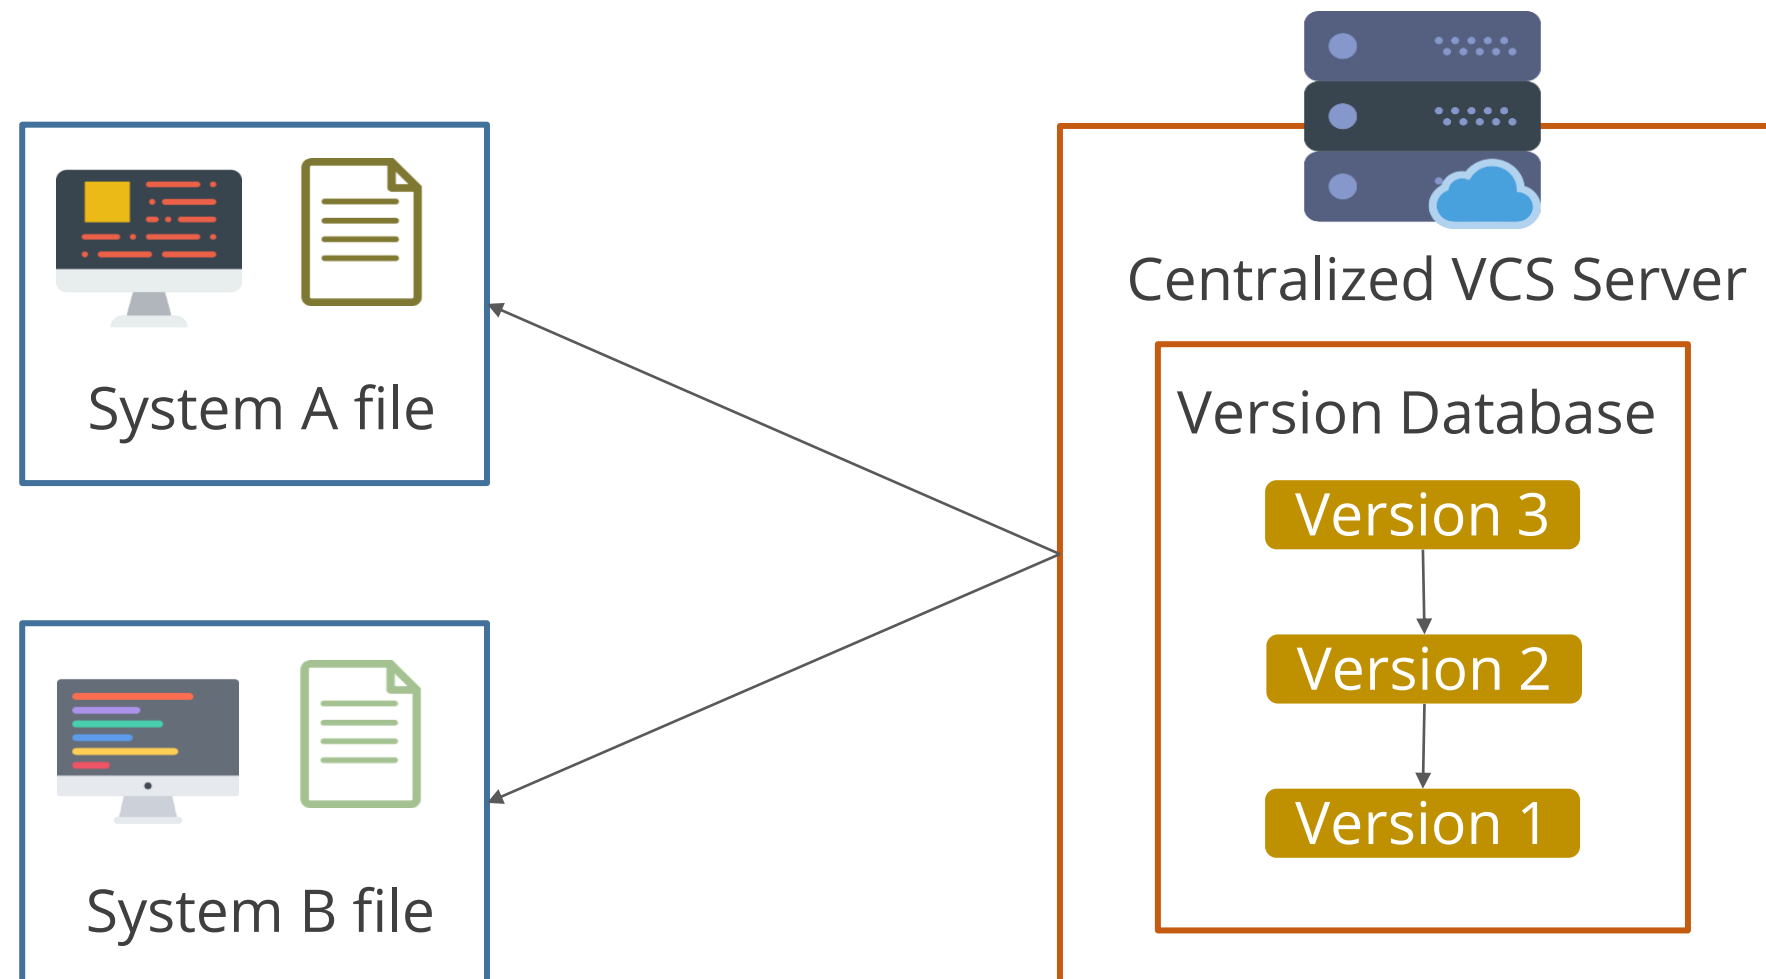 System A file
System B file
Centralized VCS Server
Version Database
Version 3
Version 2
Version 1